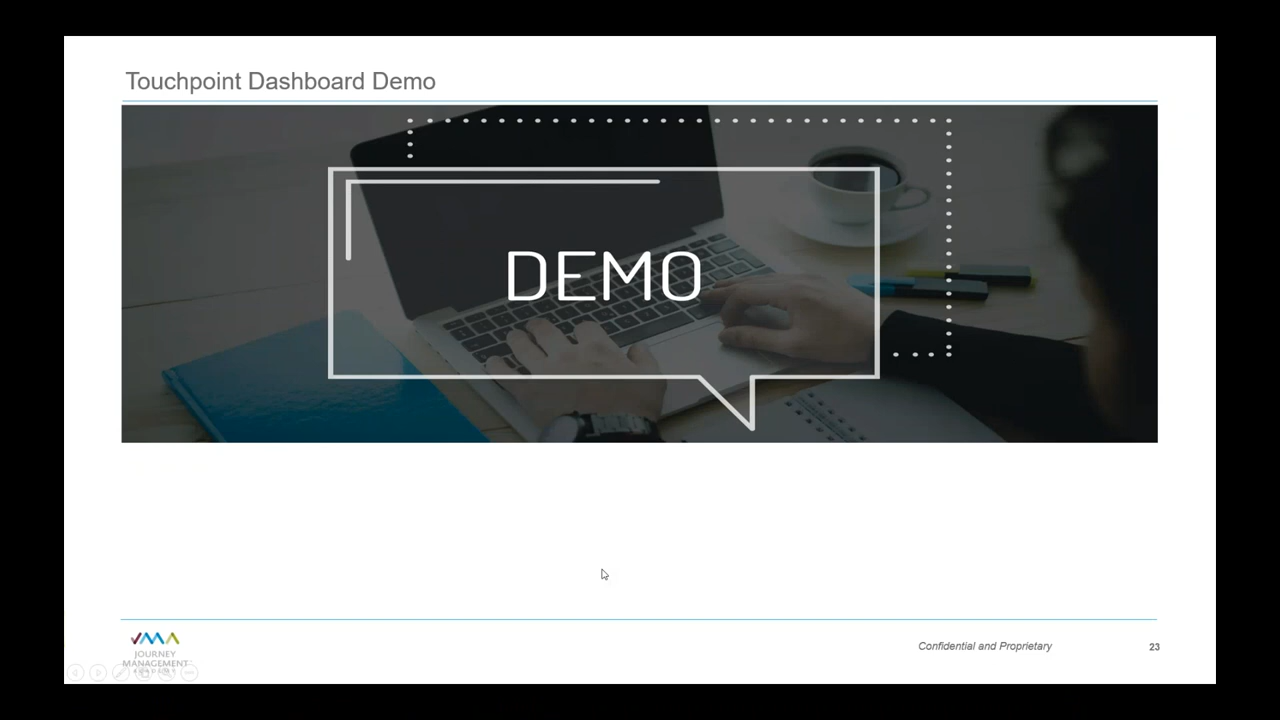 Touchpoint Dashboard Demo
DEMO
JOURNEY
MANAGEMENT
Confidential and Proprietary
23